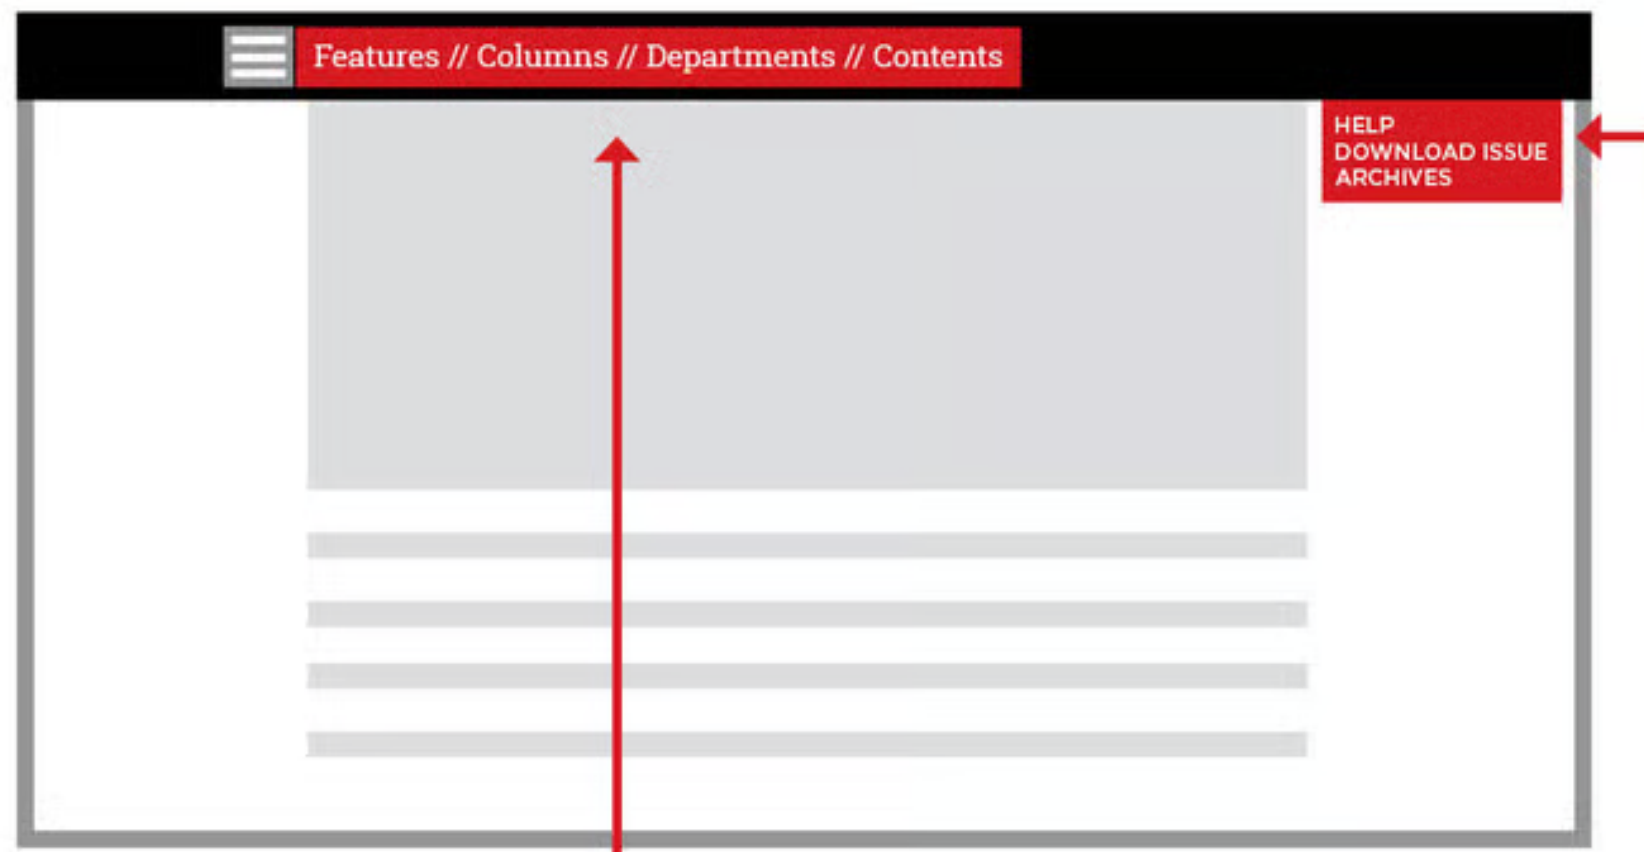 Features // Columns // Departments // Contents
HELP
DOWNLOAD ISSUE
ARCHIVES